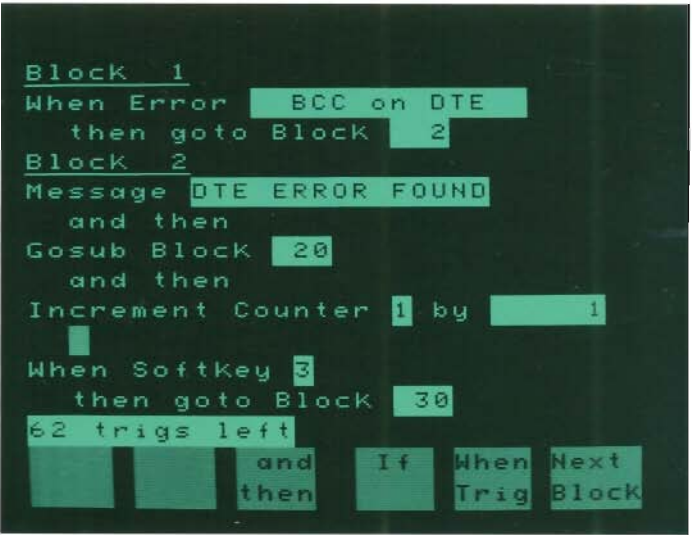 Block 1
When Error BCC on DTE
then goto Block 2
Block 2
Message DTE ERROR FOUND
and then
Gosub Block 20
and then
Increment Counter 1 by 1
When Softkey 3
then goto Block 30
62 trigs left
and then If When Trig Next Block